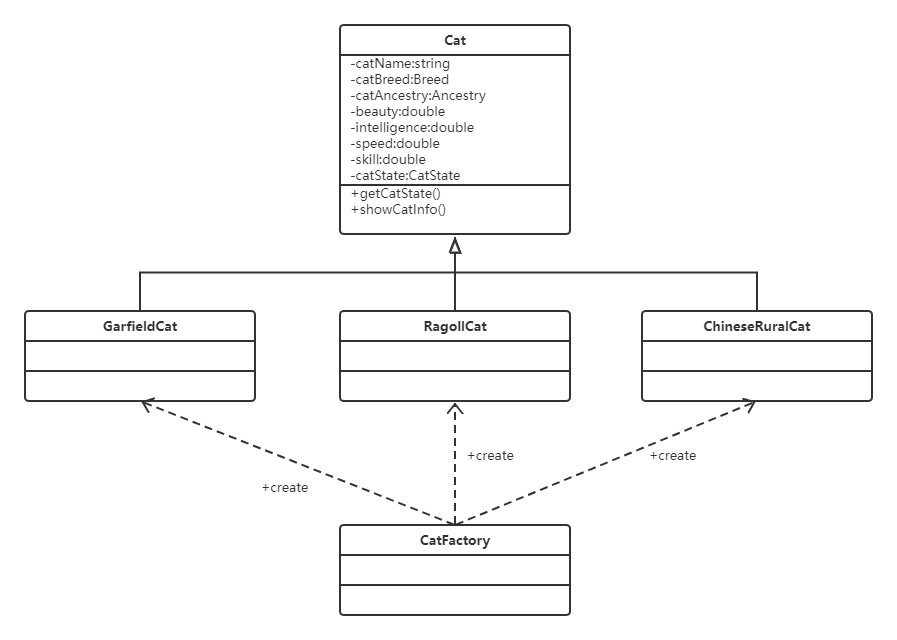 Cat
-catName:string
-catBreed:Breed
-catAncestry:Ancestry
-beauty:double
-intelligence:double
-speed:double
-skill:double
-catState:CatState
+getCatState()
+showCatInfo()
GarfieldCat
RagollCat
ChineseRuralCat
+create
+create
+create
CatFactory